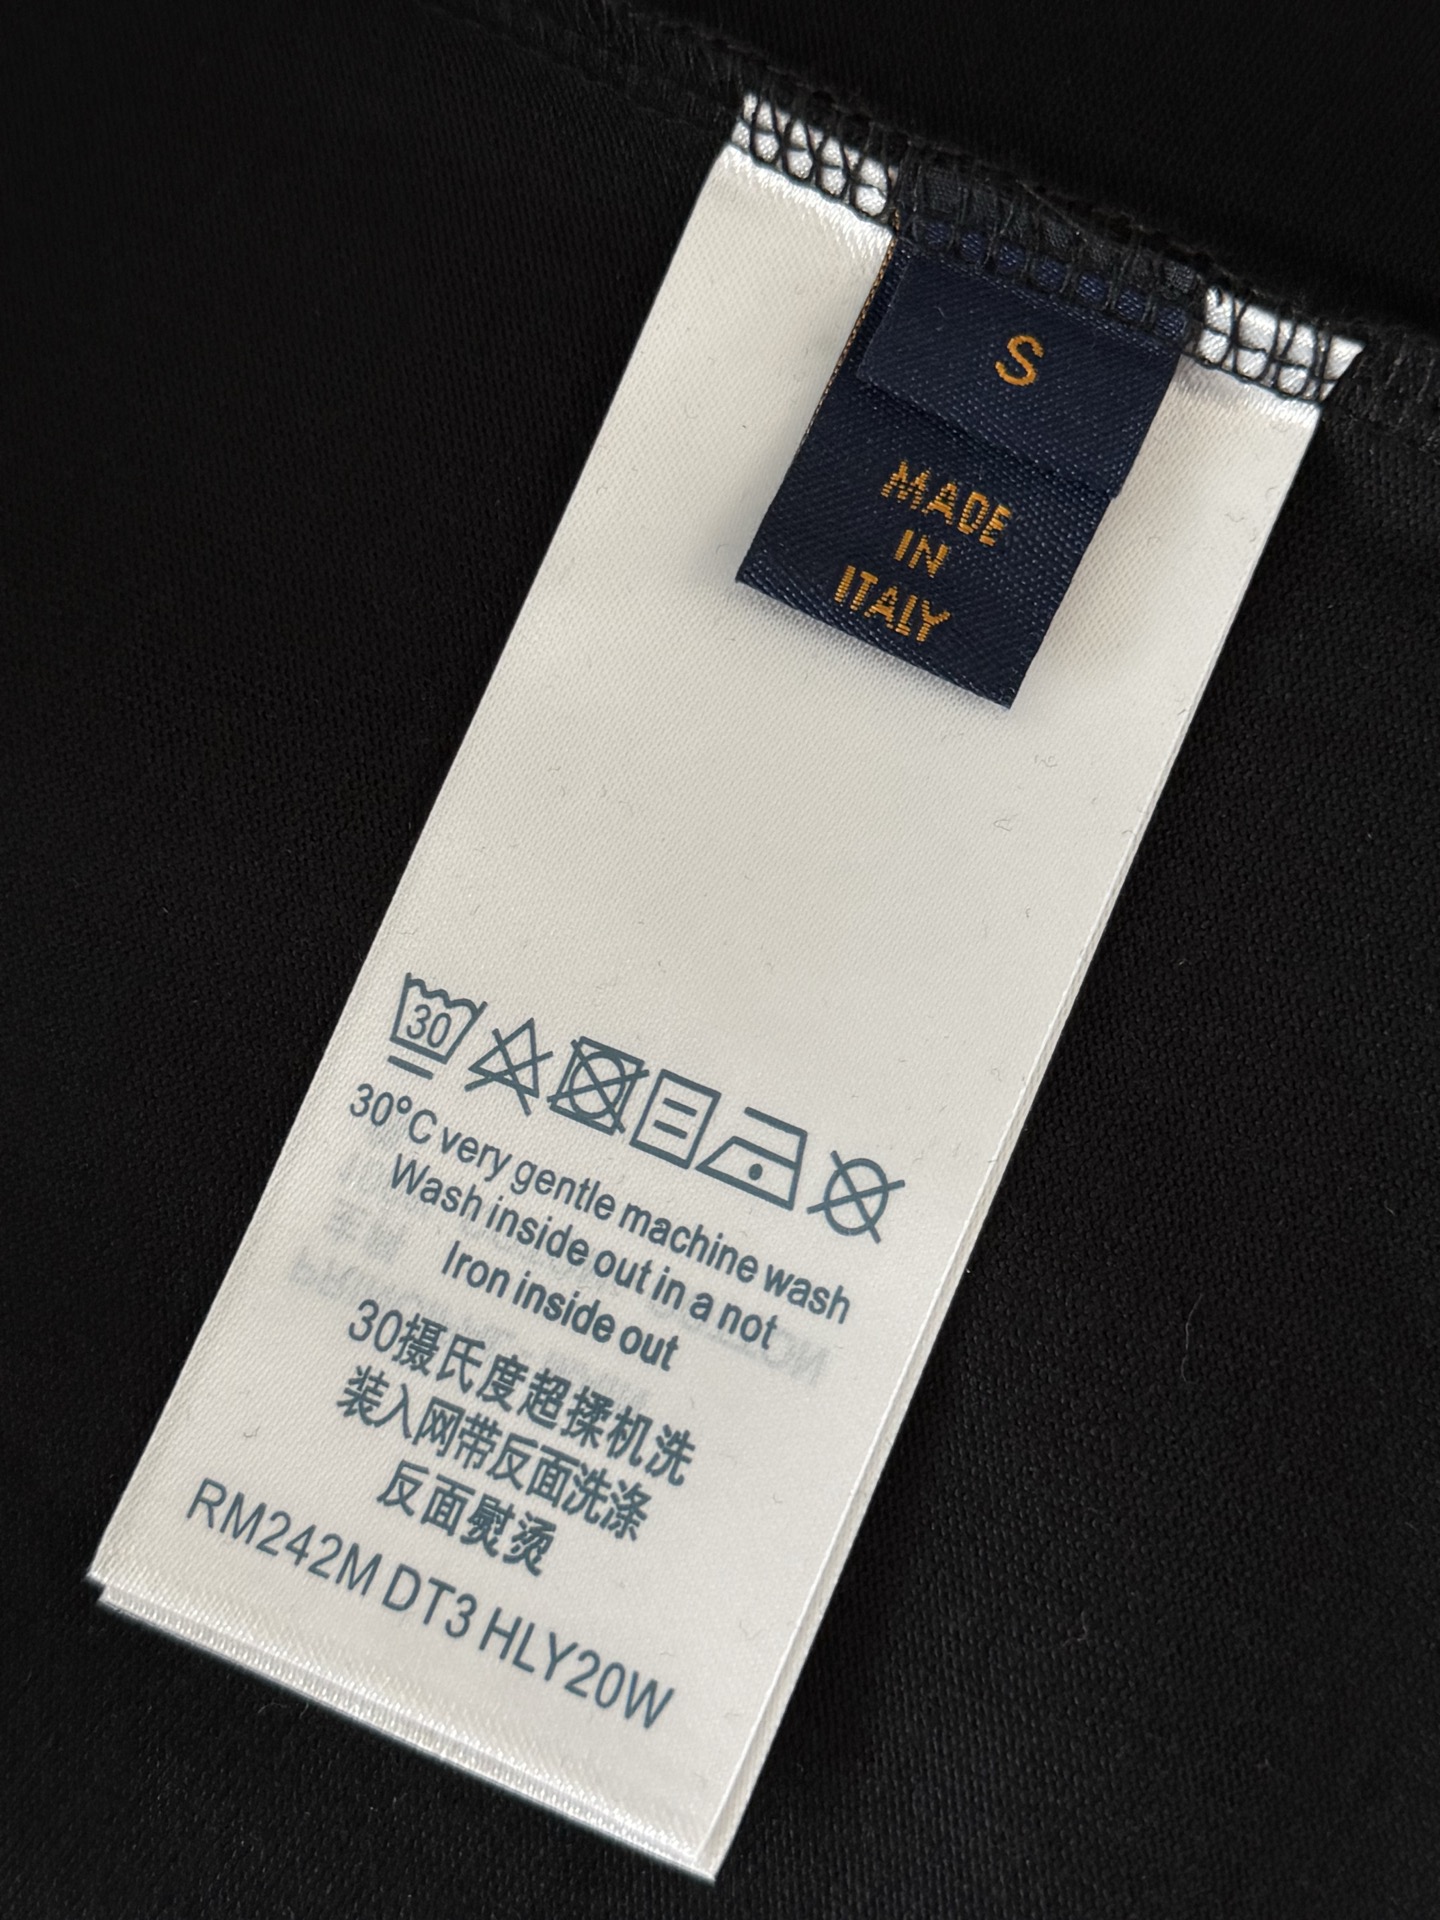 S
MADE
IN
ITALY
30
30°C very gentle machine wash
Wash inside out in a not
Iron inside out
30摄氏度超揉机洗
装入网带反面洗涤
反面熨烫
RM242M DT3 HLY20W